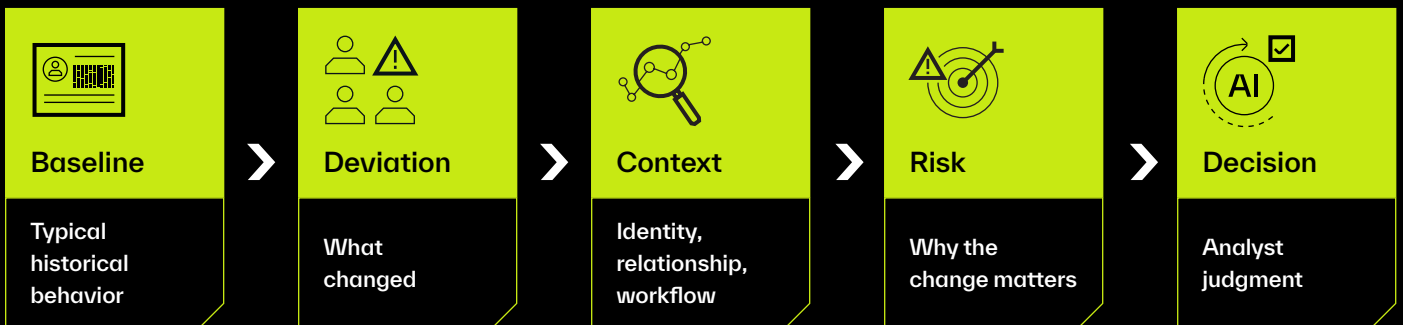 Baseline
Typical
historical
behavior
Deviation
What
changed
Context
Identity,
relationship,
workflow
Risk
Why the
change matters
AI
Decision
Analyst
judgment